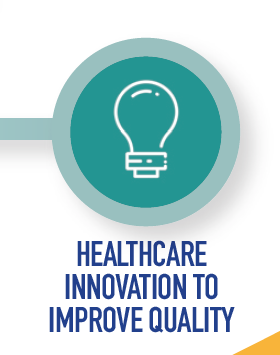 HEALTHCARE
INNOVATION TO
IMPROVE QUALITY